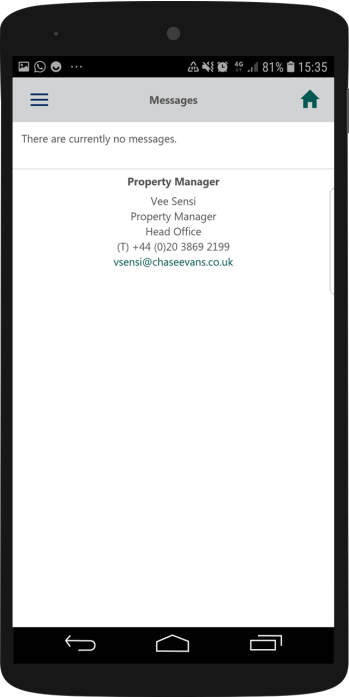 4G 81% 15:35
Messages
There are currently no messages.
Property Manager
Vee Sensi
Property Manager
Head Office
(T) +44 (0)20 3869 2199
vsensi@chaseevans.co.uk